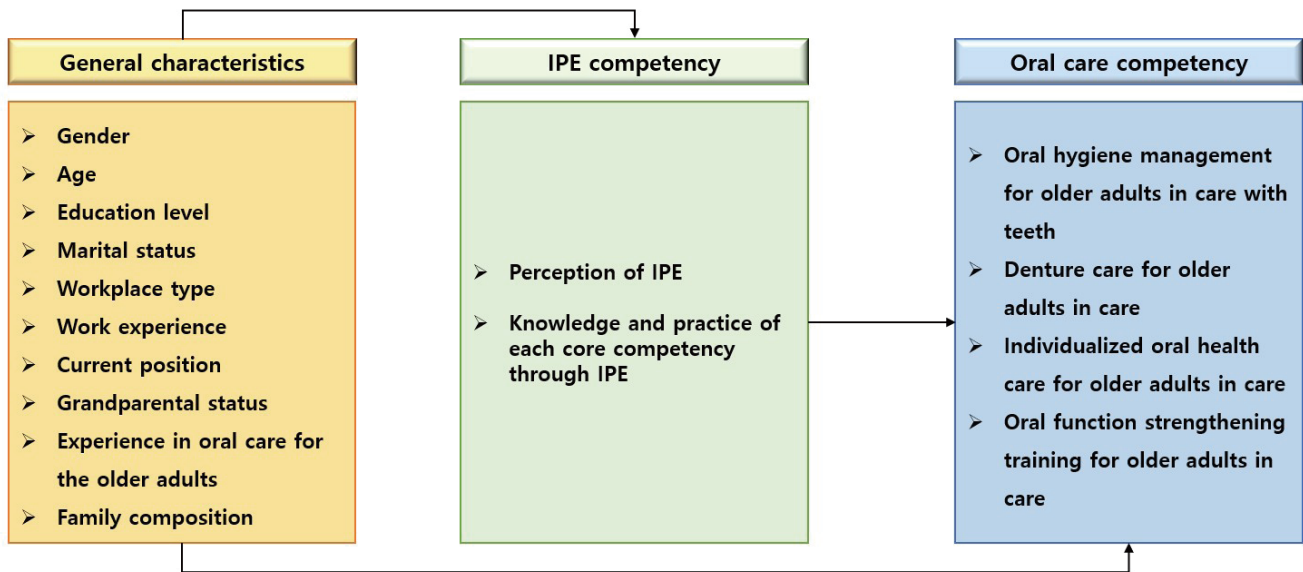 General characteristics
Gender
Age
Education level
Marital status
Workplace type
Work experience
Current position
Grandparental status
Experience in oral care for
the older adults
Family composition
IPE competency
Perception of IPE
Knowledge and practice of
each core competency
through IPE
Oral care competency
Oral hygiene management
for older adults in care with
teeth
Denture care for older
adults in care
Individualized oral health
care for older adults in care
Oral function strengthening
training for older adults in
care